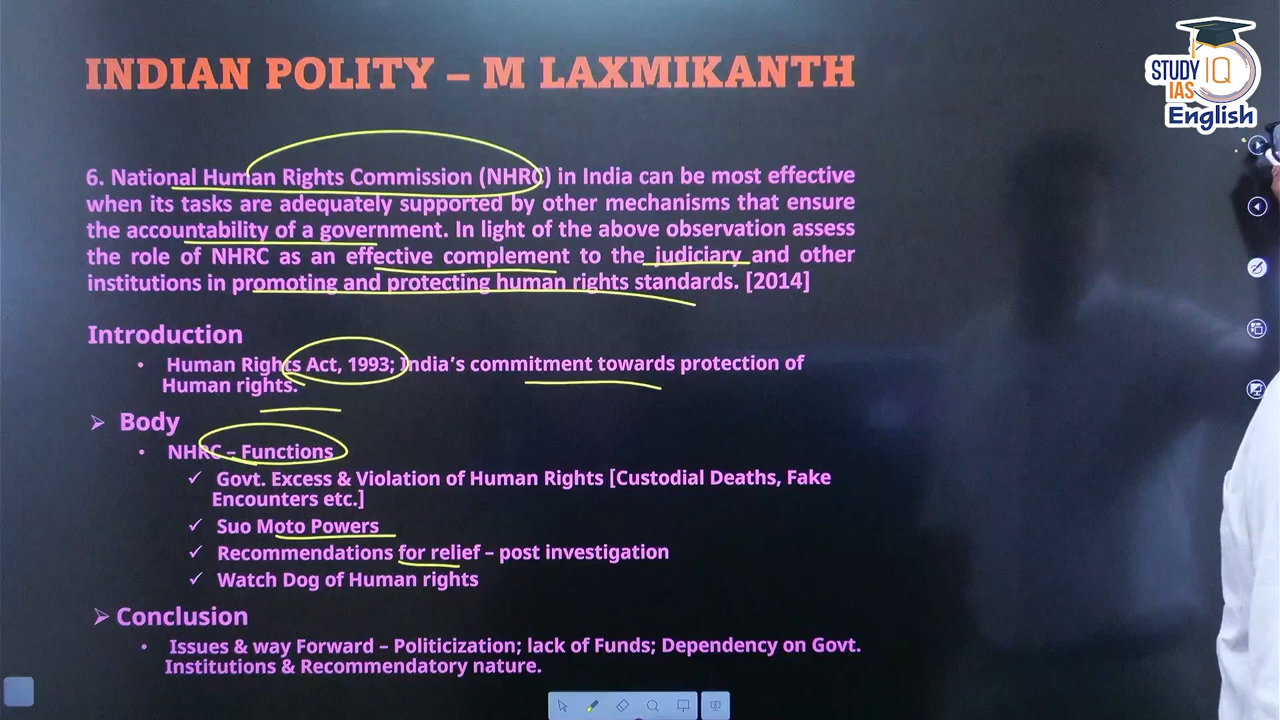 INDIAN POLITY – M LAXMIKANTH
STUDY IQ
IAS
English
6. National Human Rights Commission (NHRC) in India can be most effective
when its tasks are adequately supported by other mechanisms that ensure
the accountability of a government. In light of the above observation assess
the role of NHRC as an effective complement to the judiciary and other
institutions in promoting and protecting human rights standards. [2014]
Introduction
• Human Rights Act, 1993; India's commitment towards protection of
Human rights.
➢ Body
• NHRC – Functions
✓ Govt. Excess & Violation of Human Rights [Custodial Deaths, Fake
Encounters etc.]
✓ Suo Moto Powers
✓ Recommendations for relief – post investigation
✓ Watch Dog of Human rights
➢ Conclusion
• Issues & way Forward – Politicization; lack of Funds; Dependency on Govt.
Institutions & Recommendatory nature.